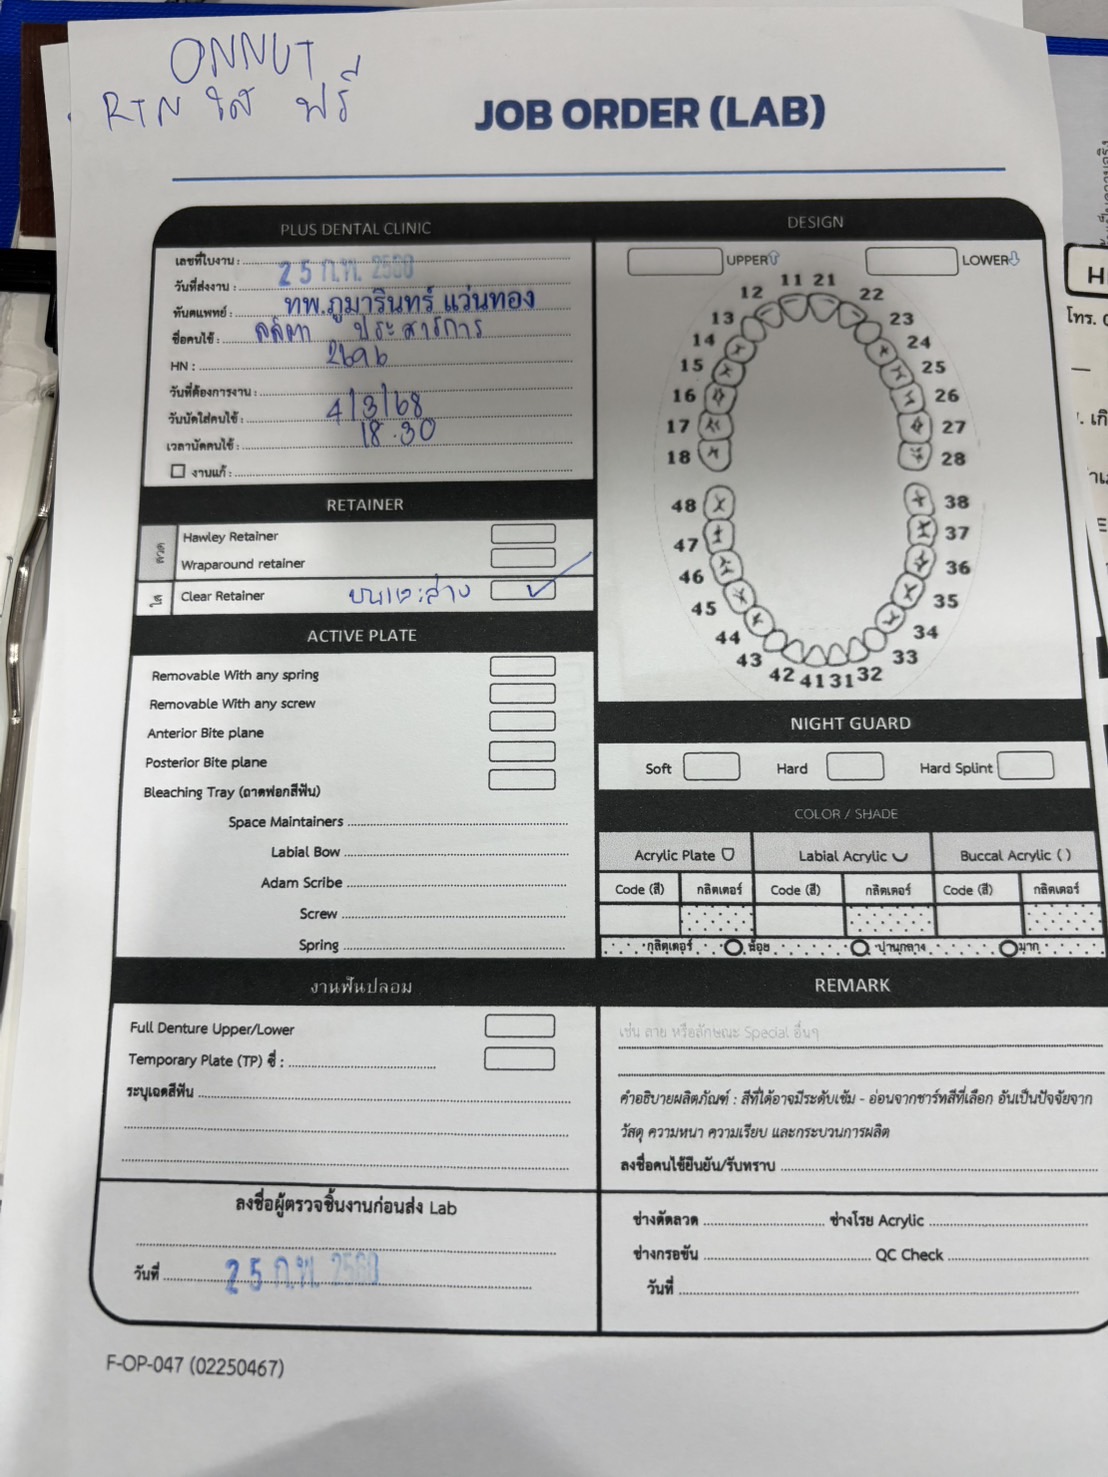 ONNUT
RTN ใส ฟรี
JOB ORDER (LAB)
PLUS DENTAL CLINIC
เลขที่ใบงาน :
วันที่ส่งงาน : 25 ก.พ. 2568
ทันตแพทย์ : ทพ.ภูมารินทร์ แว่นทอง
ชื่อคนไข้ : ลลิตา ประสารการ
HN : 2696
วันที่ต้องการงาน :
วันนัดใส่คนไข้ : 4/3/68
เวลานัดคนไข้ : 18.30
งานแก้ :
RETAINER
ลวด
Hawley Retainer
Wraparound retainer
ใส
Clear Retainer บนและล่าง ✓
ACTIVE PLATE
Removable With any spring
Removable With any screw
Anterior Bite plane
Posterior Bite plane
Bleaching Tray (ถาดฟอกสีฟัน)
Space Maintainers
Labial Bow
Adam Scribe
Screw
Spring
งานฟันปลอม
Full Denture Upper/Lower
Temporary Plate (TP) ซี่ :
ระบุเฉดสีฟัน
ลงชื่อผู้ตรวจชิ้นงานก่อนส่ง Lab
วันที่ 25 ก.พ. 2568
DESIGN
UPPER LOWER
11 21
12 22
13 23
14 24
15 25
16 26
17 27
18 28
48 38
47 37
46 36
45 35
44 34
43 33
42 41 31 32
NIGHT GUARD
Soft Hard Hard Splint
COLOR / SHADE
Acrylic Plate Labial Acrylic Buccal Acrylic ( )
Code (สี) กลิตเตอร์ Code (สี) กลิตเตอร์ Code (สี) กลิตเตอร์
กลิตเตอร์ น้อย ปานกลาง มาก
REMARK
เช่น ลาย หรือลักษณะ Special อื่นๆ
คำอธิบายผลิตภัณฑ์ : สีที่ได้อาจมีระดับเข้ม - อ่อนจากชาร์ทสีที่เลือก อันเป็นปัจจัยจาก
วัสดุ ความหนา ความเรียบ และกระบวนการผลิต
ลงชื่อคนไข้ยืนยัน/รับทราบ
ช่างดัดลวด ช่างโรย Acrylic
ช่างกรอขัน QC Check
วันที่
F-OP-047 (02250467)
H
โทร.